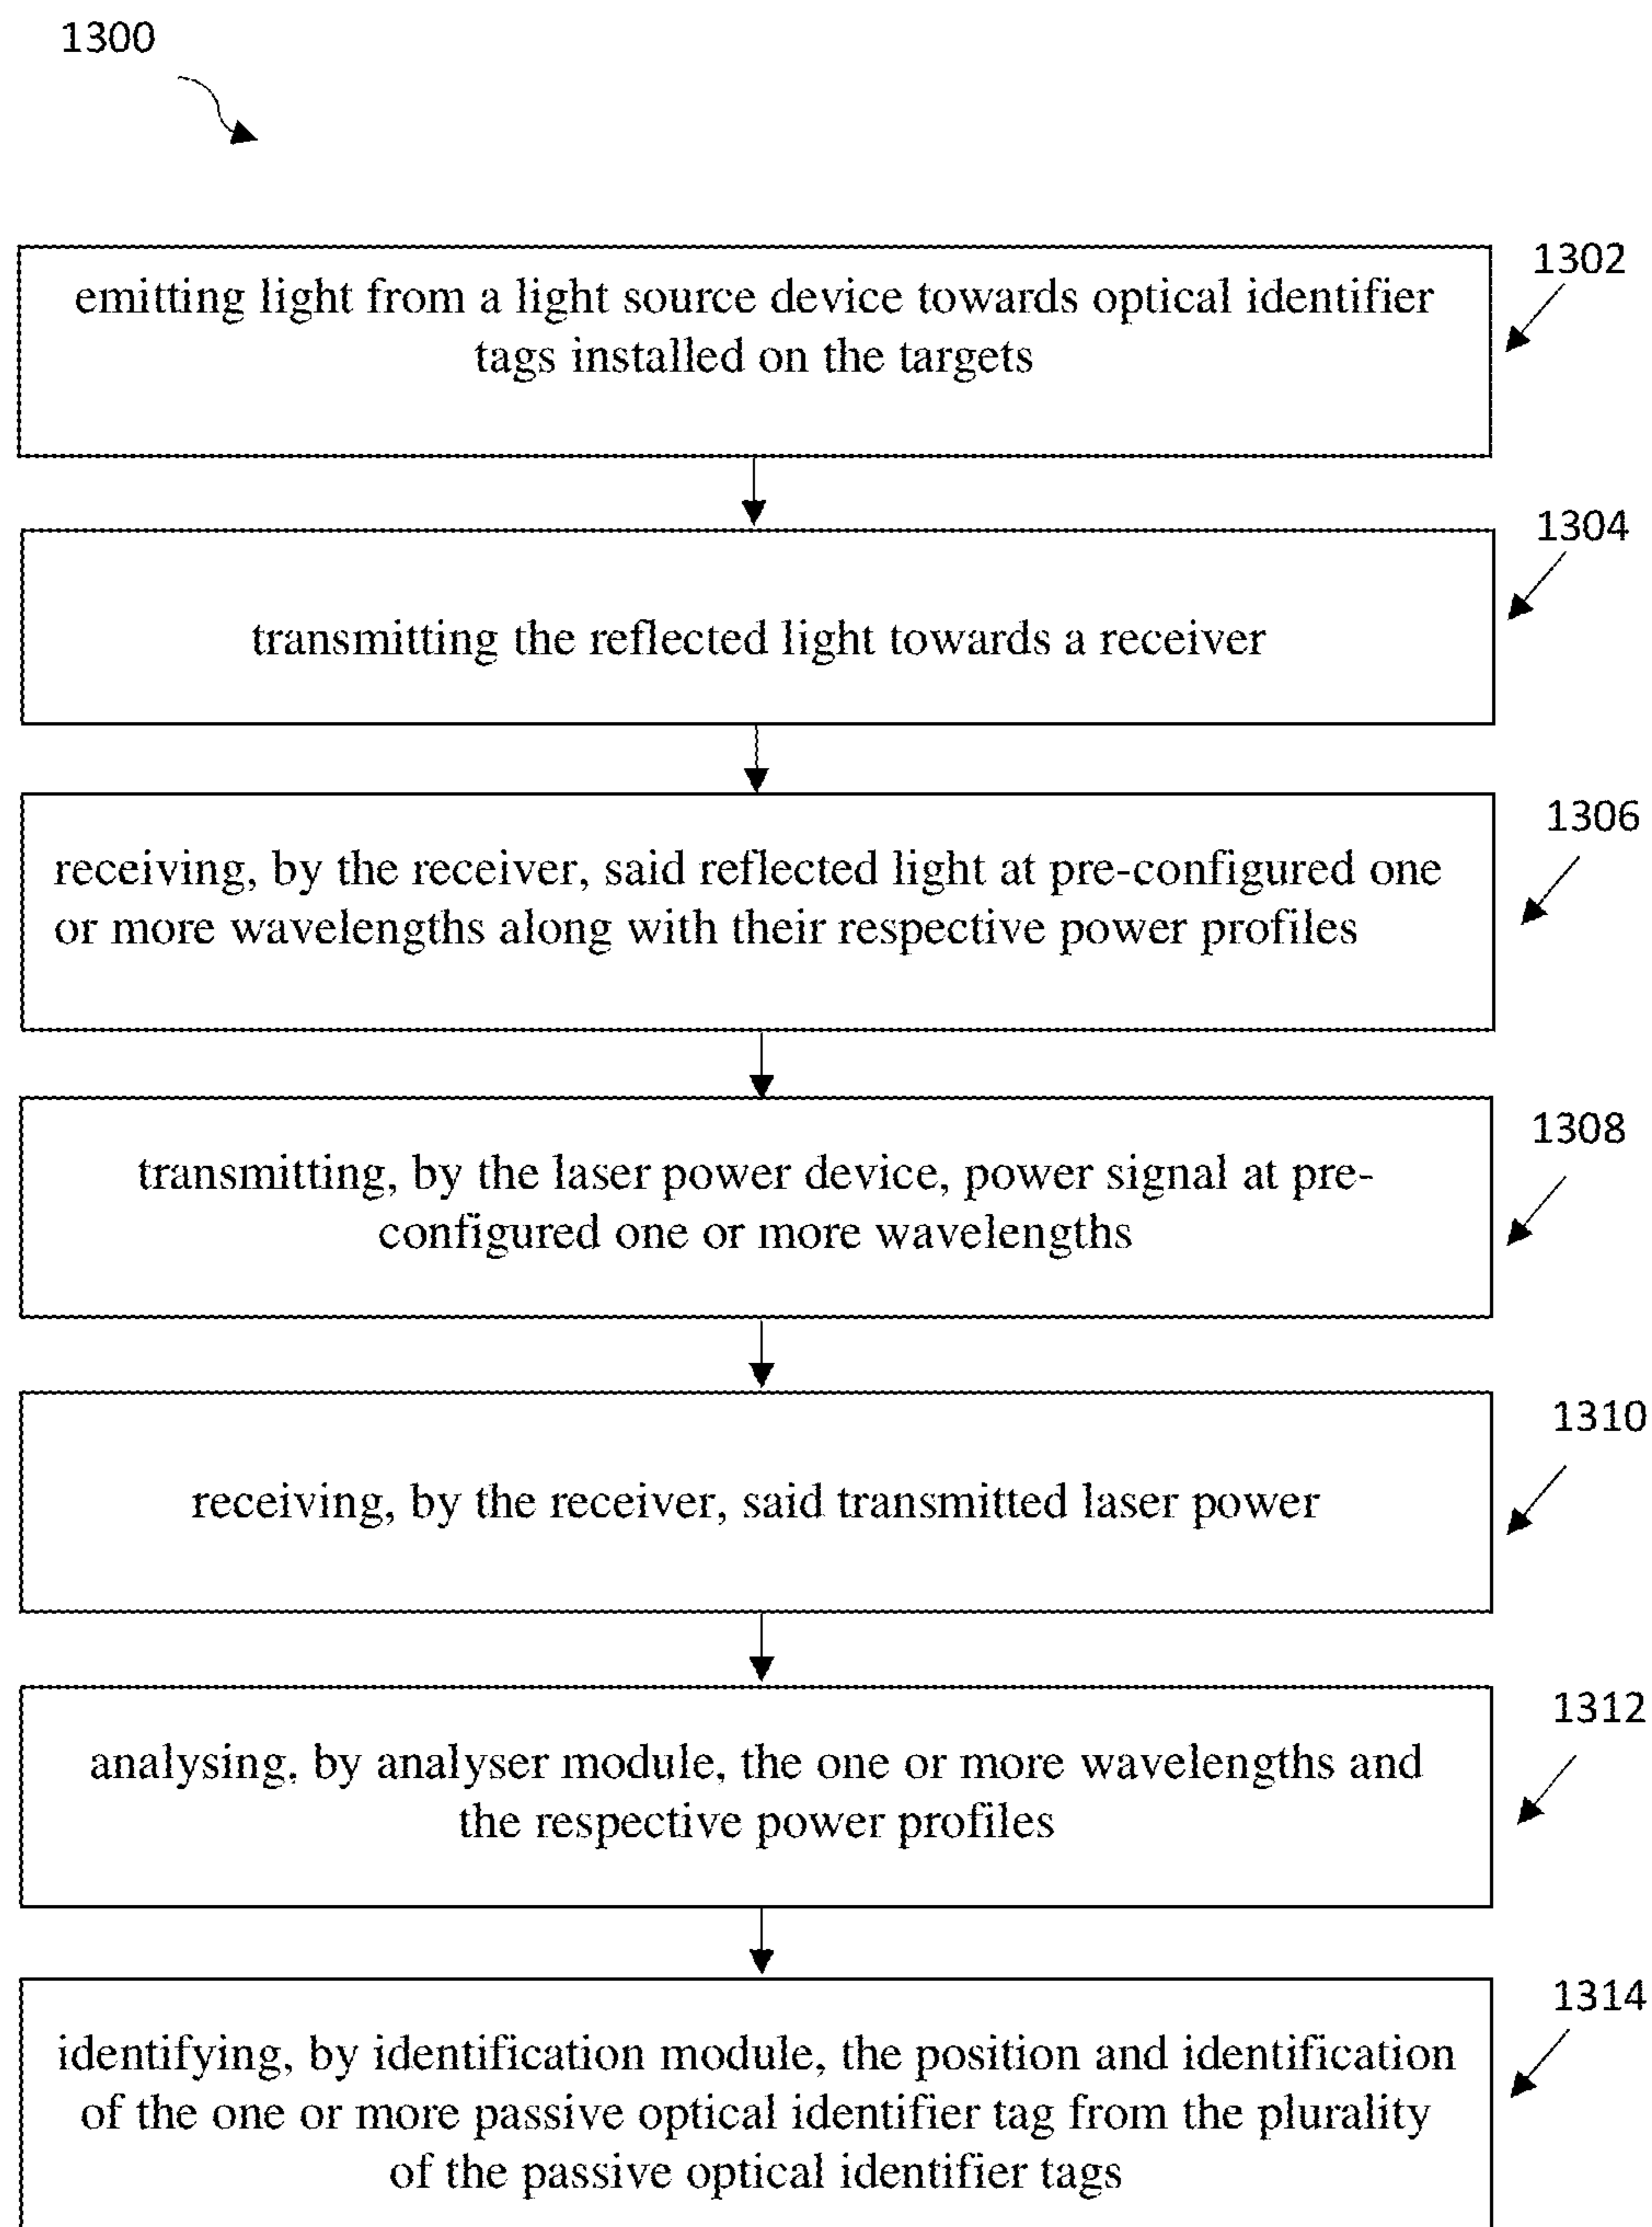 1300
1302
emitting light from a light source device towards optical identifier
tags installed on the targets
1304
transmitting the reflected light towards a receiver
1306
receiving, by the receiver, said reflected light at pre-configured one
or more wavelengths along with their respective power profiles
1308
transmitting, by the laser power device, power signal at pre-
configured one or more wavelengths
1310
receiving, by the receiver, said transmitted laser power
1312
analysing, by analyser module, the one or more wavelengths and
the respective power profiles
1314
identifying, by identification module, the position and identification
of the one or more passive optical identifier tag from the plurality
of the passive optical identifier tags